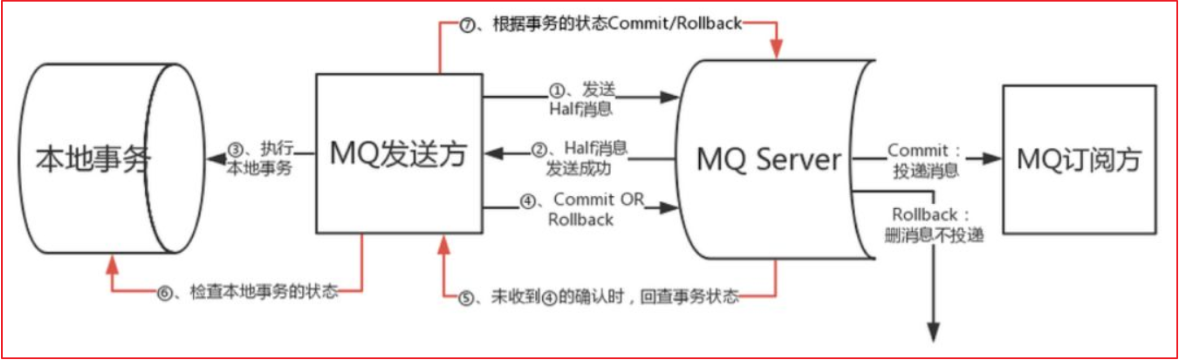 ⑦、根据事务的状态Commit/Rollback
①、发送
Half消息
本地事务
③、执行
本地事务
MQ发送方
②、Half消息
发送成功
MQ Server
Commit：
投递消息
MQ订阅方
④、Commit OR
Rollback
Rollback：
删消息不投递
⑥、检查本地事务的状态
⑤、未收到④的确认时，回查事务状态